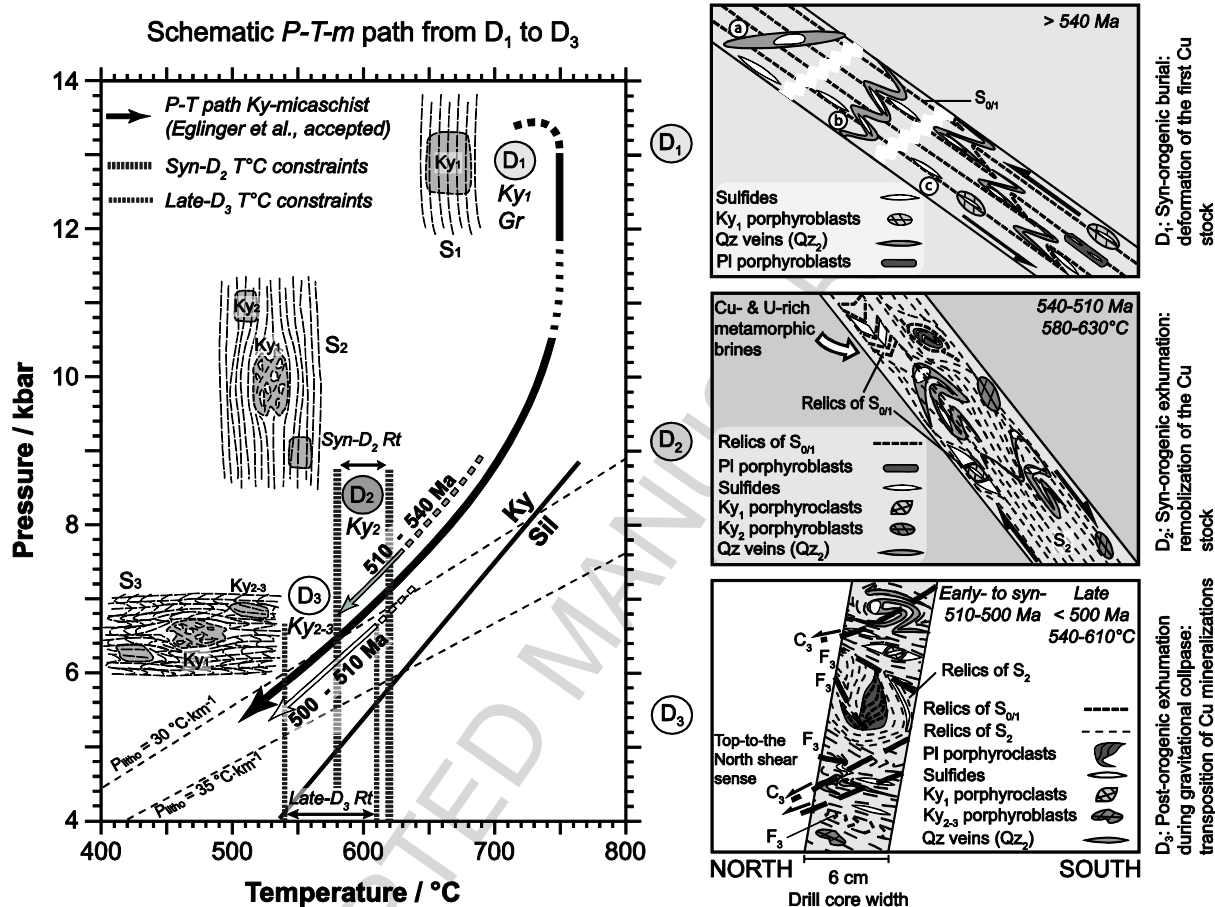 Schematic P-T-m path from D1 to D3
14
12
10
8
6
4
400
500
600
700
800
Pressure / kbar
Temperature / °C
P-T path Ky-micaschist
(Eglinger et al., accepted)
Syn-D2 T°C constraints
Late-D3 T°C constraints
Ky1
S1
D1
Ky1
Gr
Ky2
Ky1
S2
Syn-D2 Rt
D2
Ky2
510 - 540 Ma
Ky
Sil
S3
Ky2-3
Ky1
D3
Ky2-3
500 - 510 Ma
Plitho = 30 °C·km-1
Plitho = 35 °C·km-1
Late-D3 Rt
D1
> 540 Ma
a
b
c
S0/1
Sulfides
Ky1 porphyroblasts
Qz veins (Qz2)
Pl porphyroblasts
D1: Syn-orogenic burial:
deformation of the first Cu
stock
D2
540-510 Ma
580-630°C
Cu- & U-rich
metamorphic
brines
Relics of S0/1
Relics of S0/1
Pl porphyroblasts
Sulfides
Ky1 porphyroclasts
Ky2 porphyroblasts
Qz veins (Qz2)
S2
D2: Syn-orogenic exhumation:
remoblization of the Cu
stock
D3
Early- to syn-
510-500 Ma
Late
< 500 Ma
540-610°C
C3
F3
F3
Relics of S2
F3
Top-to-the
North shear
sense
C3
F3
Relics of S0/1
Relics of S2
Pl porphyroclasts
Sulfides
Ky1 porphyroclasts
Ky2-3 porphyroblasts
Qz veins (Qz2)
D3: Post-orogenic exhumation
during gravitational collpase:
transposition of Cu mineralizations
NORTH
SOUTH
6 cm
Drill core width